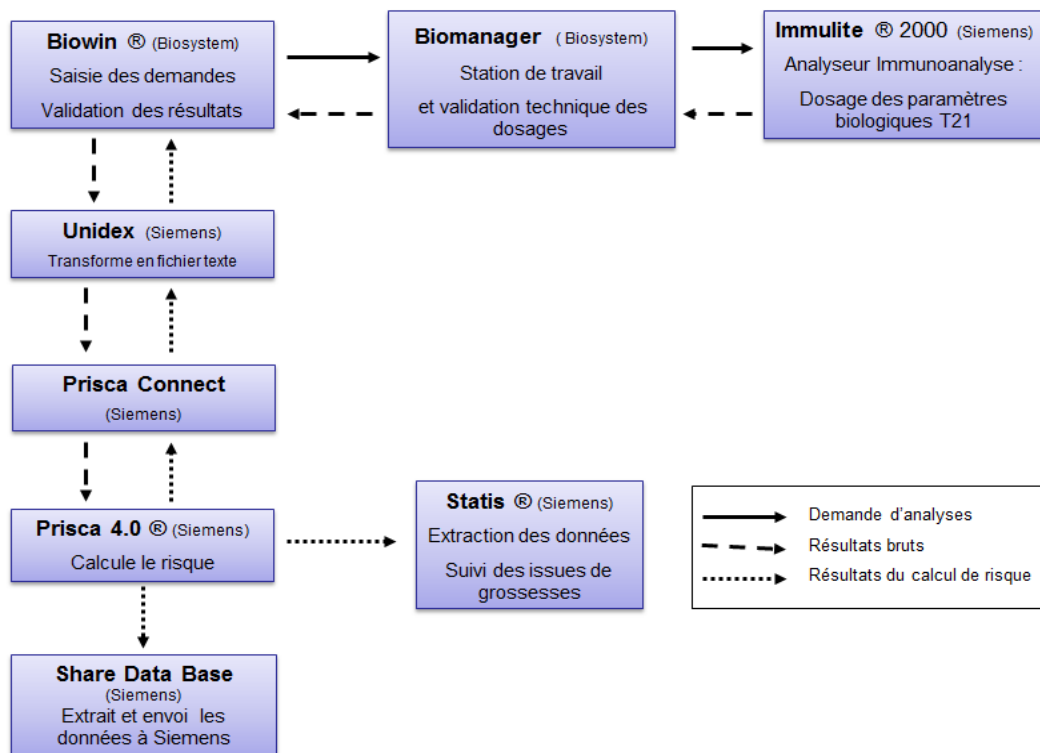 Biowin ® (Biosystem)
Saisie des demandes
Validation des résultats
Biomanager ( Biosystem)
Station de travail
et validation technique des
dosages
Immulite ® 2000 (Siemens)
Analyseur Immunoanalyse :
Dosage des paramètres
biologiques T21
Unidex (Siemens)
Transforme en fichier texte
Prisca Connect
(Siemens)
Prisca 4.0 ® (Siemens)
Calcule le risque
Statis ® (Siemens)
Extraction des données
Suivi des issues de
grossesses
Demande d'analyses
Résultats bruts
Résultats du calcul de risque
Share Data Base
(Siemens)
Extrait et envoi les
données à Siemens